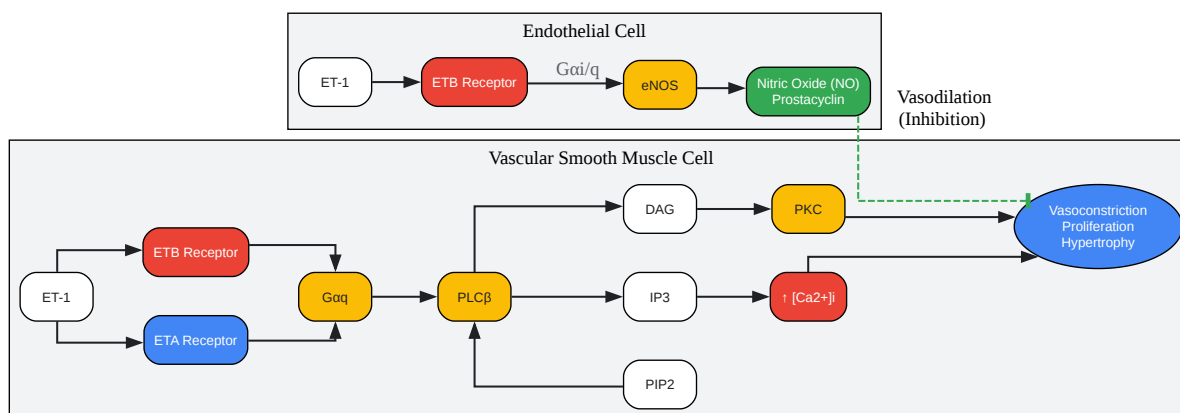 Endothelial Cell
ET-1
ETB Receptor
Gαi/q
eNOS
Nitric Oxide (NO)
Prostacyclin
Vasodilation
(Inhibition)
Vascular Smooth Muscle Cell
DAG
PKC
Vasoconstriction
Proliferation
Hypertrophy
ETB Receptor
ET-1
Gαq
PLCβ
IP3
↑ [Ca2+]i
ETA Receptor
PIP2